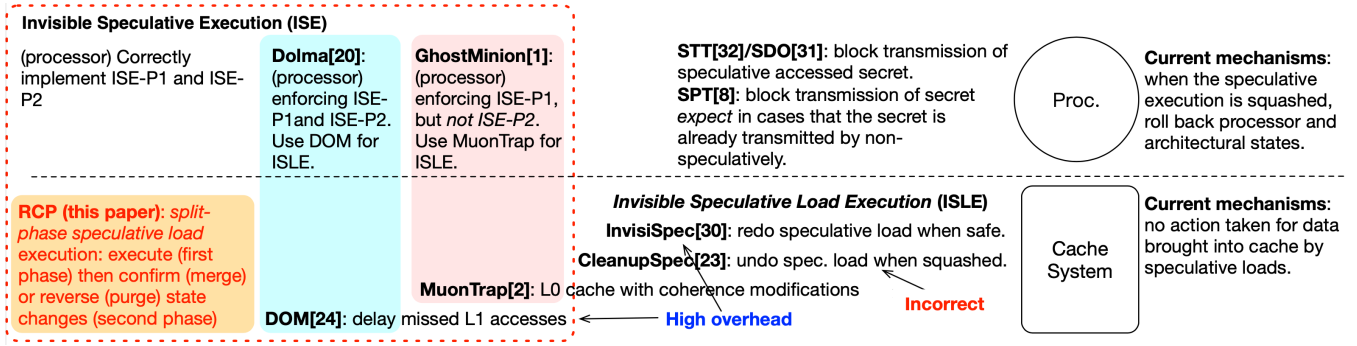 Invisible Speculative Execution (ISE)
(processor) Correctly
implement ISE-P1 and ISE-
P2
Dolma[20]:
(processor)
enforcing ISE-
P1and ISE-P2.
Use DOM for
ISLE.
GhostMinion[1]:
(processor)
enforcing ISE-P1,
but not ISE-P2.
Use MuonTrap for
ISLE.
STT[32]/SDO[31]: block transmission of
speculative accessed secret.
SPT[8]: block transmission of secret
expect in cases that the secret is
already transmitted by non-
speculatively.
Proc.
Current mechanisms:
when the speculative
execution is squashed,
roll back processor and
architectural states.
RCP (this paper): split-
phase speculative load
execution: execute (first
phase) then confirm (merge)
or reverse (purge) state
changes (second phase)
Invisible Speculative Load Execution (ISLE)
InvisiSpec[30]: redo speculative load when safe.
CleanupSpec[23]: undo spec. load when squashed.
MuonTrap[2]: L0 cache with coherence modifications
DOM[24]: delay missed L1 accesses
High overhead
Incorrect
Cache
System
Current mechanisms:
no action taken for data
brought into cache by
speculative loads.